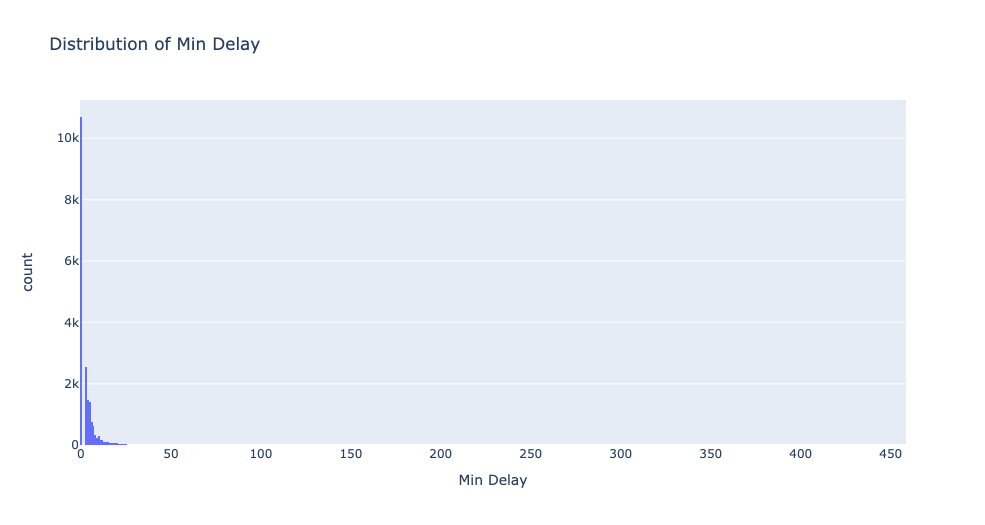 Distribution of Min Delay
10k
8k
6k
4k
2k
0
0 50 100 150 200 250 300 350 400 450
Min Delay
count